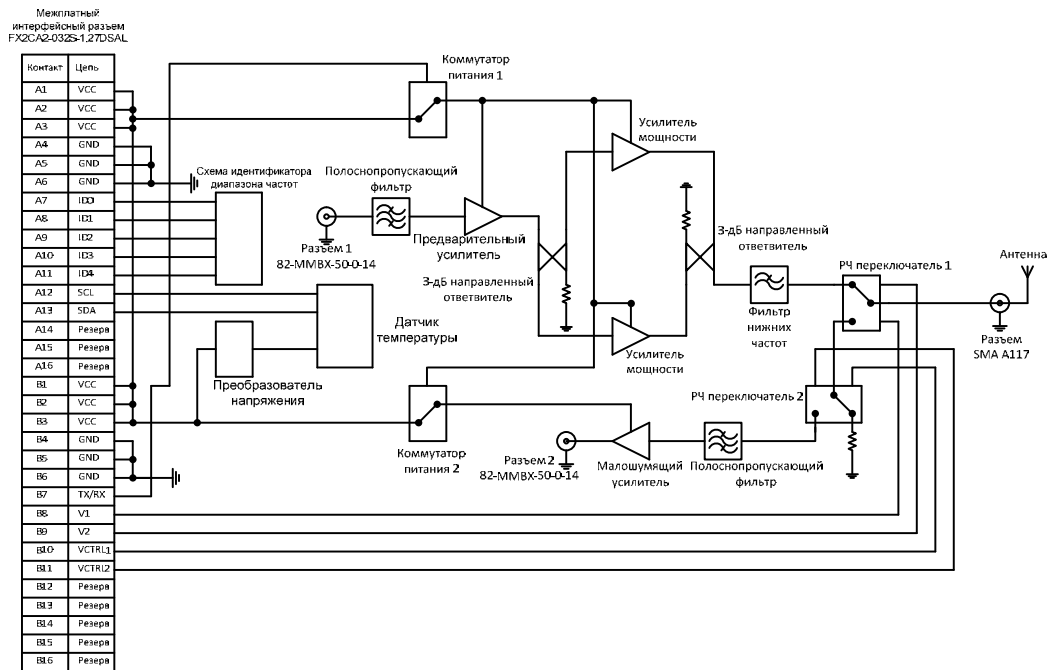 Межплатный
интерфейсный разъем
FX2CA2-032S-1,27DSAL
Контакт Цепь
A1 VCC
A2 VCC
A3 VCC
A4 GND
A5 GND
A6 GND
A7 ID0
A8 ID1
A9 ID2
A10 ID3
A11 ID4
A12 SCL
A13 SDA
A14 Резерв
A15 Резерв
A16 Резерв
B1 VCC
B2 VCC
B3 VCC
B4 GND
B5 GND
B6 GND
B7 TX/RX
B8 V1
B9 V2
B10 VCTRL1
B11 VCTRL2
B12 Резерв
B13 Резерв
B14 Резерв
B15 Резерв
B16 Резерв
Коммутатор
питания 1
Схема идентификатора
диапазона частот
Полоснопропускающий
фильтр
Разъем 1
82-MMBX-50-0-14
Предварительный
усилитель
3-дБ направленный
ответвитель
Усилитель
мощности
3-дБ направленный
ответвитель
Фильтр
нижних
частот
РЧ переключатель 1
Антенна
Разъем
SMA A117
Датчик
температуры
Преобразователь
напряжения
Усилитель
мощности
РЧ переключатель 2
Коммутатор
питания 2
Разъем 2
82-MMBX-50-0-14
Малошумящий
усилитель
Полоснопропускающий
фильтр